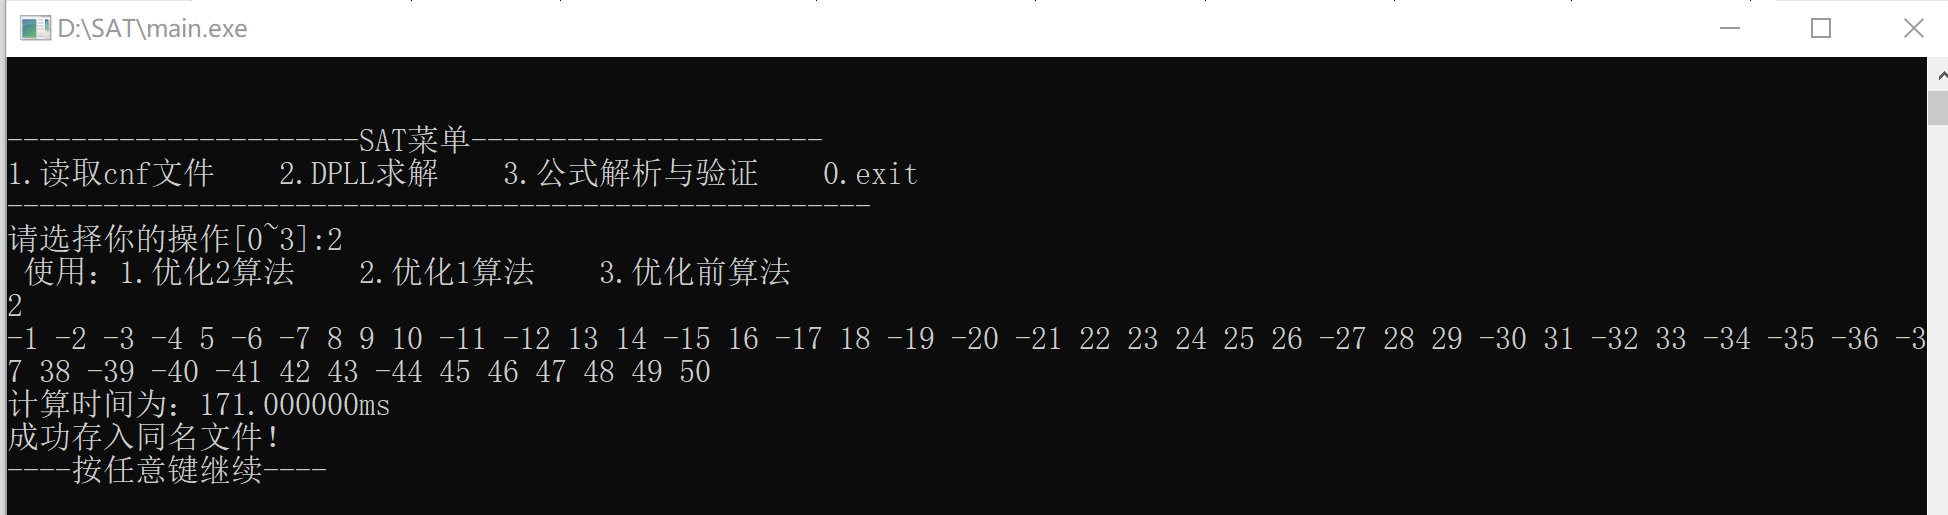 D:\SAT\main.exe
----------------------SAT菜单----------------------
1.读取cnf文件    2.DPLL求解    3.公式解析与验证    0.exit
------------------------------------------------------
请选择你的操作[0~3]:2
 使用：1.优化2算法    2.优化1算法    3.优化前算法
2
-1 -2 -3 -4 5 -6 -7 8 9 10 -11 -12 13 14 -15 16 -17 18 -19 -20 -21 22 23 24 25 26 -27 28 29 -30 31 -32 33 -34 -35 -36 -3
7 38 -39 -40 -41 42 43 -44 45 46 47 48 49 50
计算时间为：171.000000ms
成功存入同名文件!
----按任意键继续----